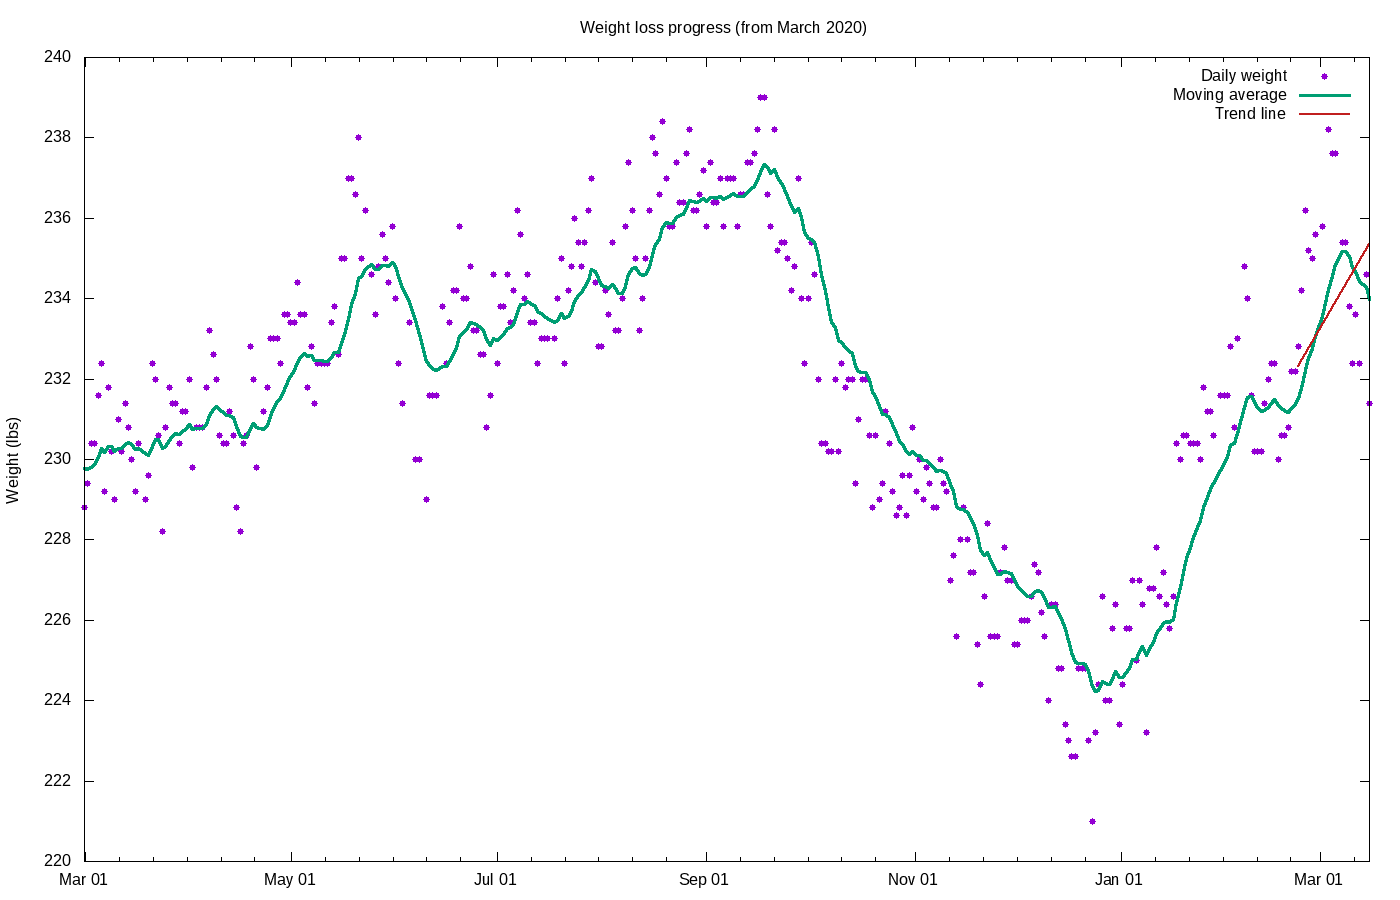 Weight loss progress (from March 2020)
240
238
236
234
232
230
228
226
224
222
220
Weight (lbs)
Daily weight
Moving average
Trend line
Mar 01
May 01
Jul 01
Sep 01
Nov 01
Jan 01
Mar 01